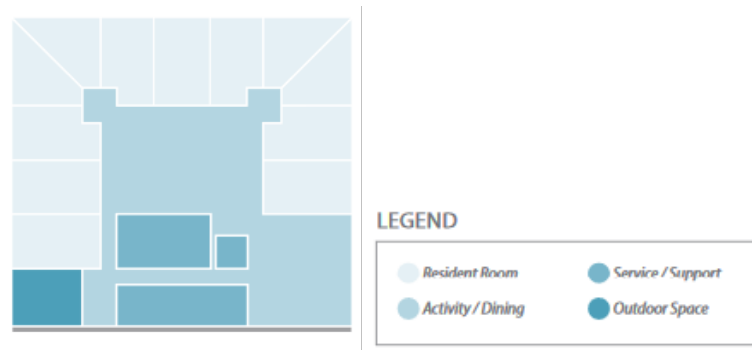 LEGEND
Resident Room
Service / Support
Activity / Dining
Outdoor Space